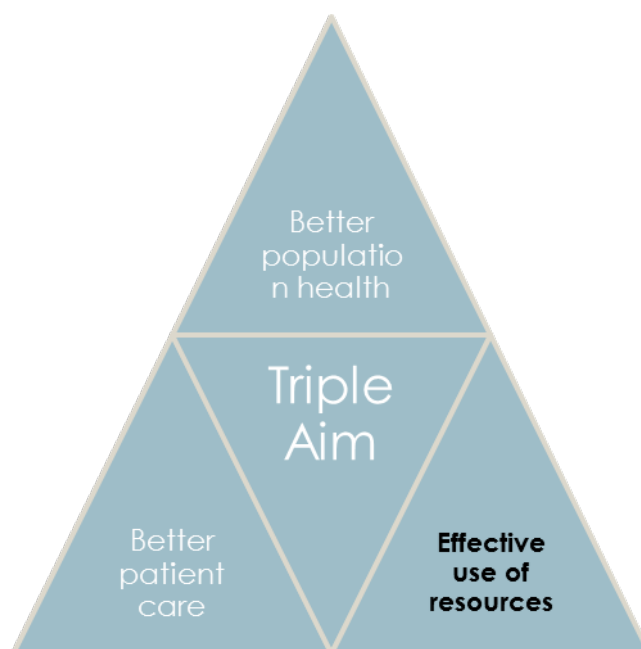 Better
populatio
n health
Triple
Aim
Better
patient
care
Effective
use of
resources